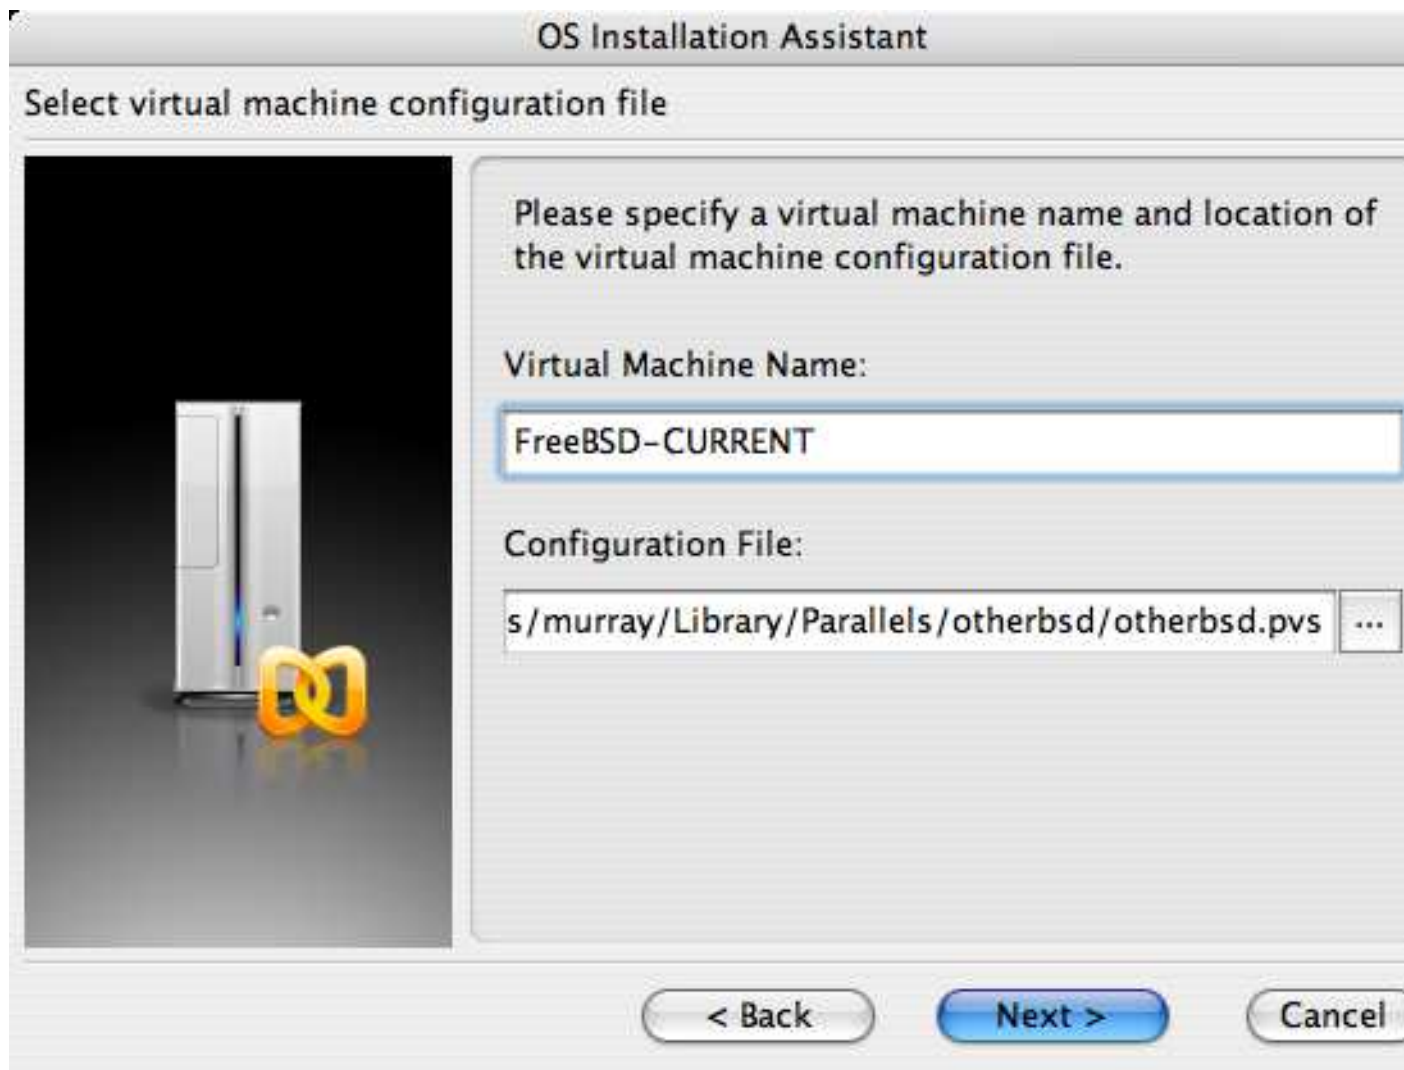 OS Installation Assistant
Select virtual machine configuration file
Please specify a virtual machine name and location of
the virtual machine configuration file.
Virtual Machine Name:
FreeBSD-CURRENT
Configuration File:
s/murray/Library/Parallels/otherbsd/otherbsd.pvs
...
< Back
Next >
Cancel